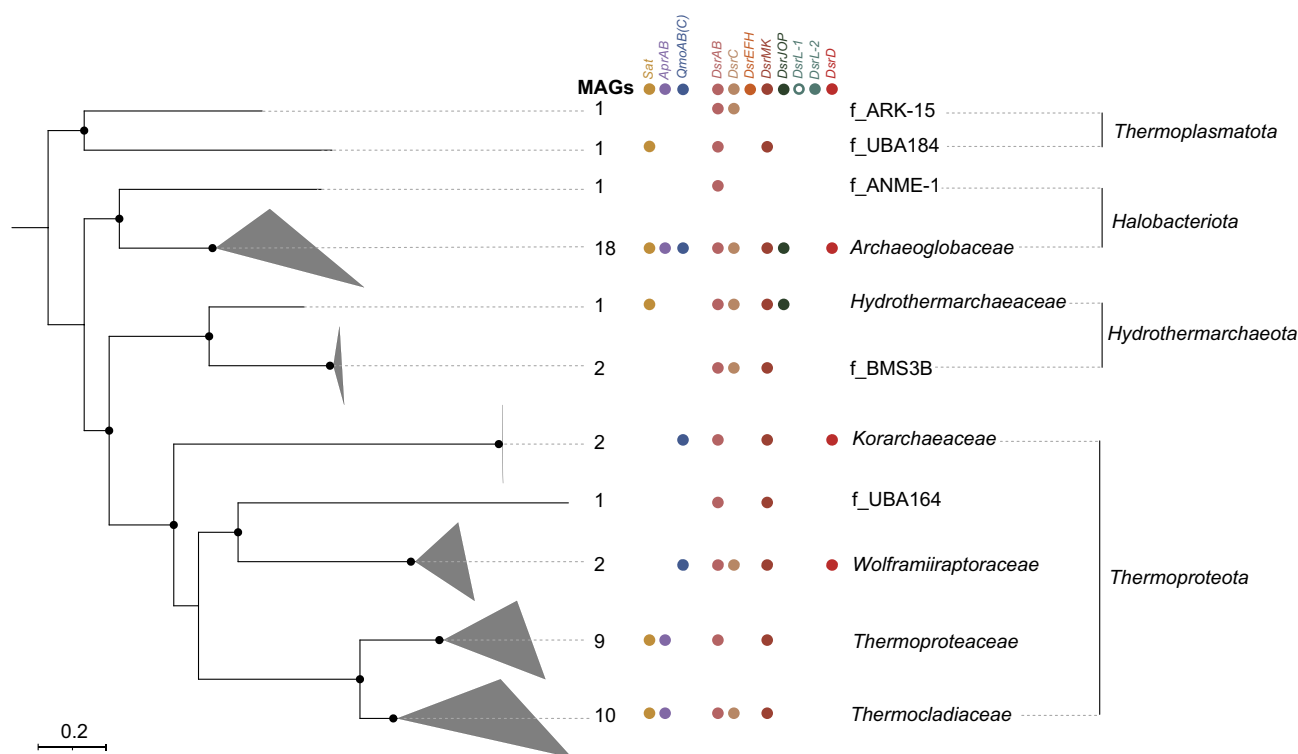 Sat
AprAB
QmoAB(C)
DsrAB
DsrC
DsrEFH
DsrMK
DsrJOP
DsrL-1
DsrL-2
DsrD
MAGs
1 f_ARK-15
Thermoplasmatota
1 f_UBA184
1 f_ANME-1
Halobacteriota
18 Archaeoglobaceae
1 Hydrothermarchaeaceae
Hydrothermarchaeota
2 f_BMS3B
2 Korarchaeaceae
1 f_UBA164
2 Wolframiiraptoraceae
Thermoproteota
9 Thermoproteaceae
10 Thermocladiaceae
0.2